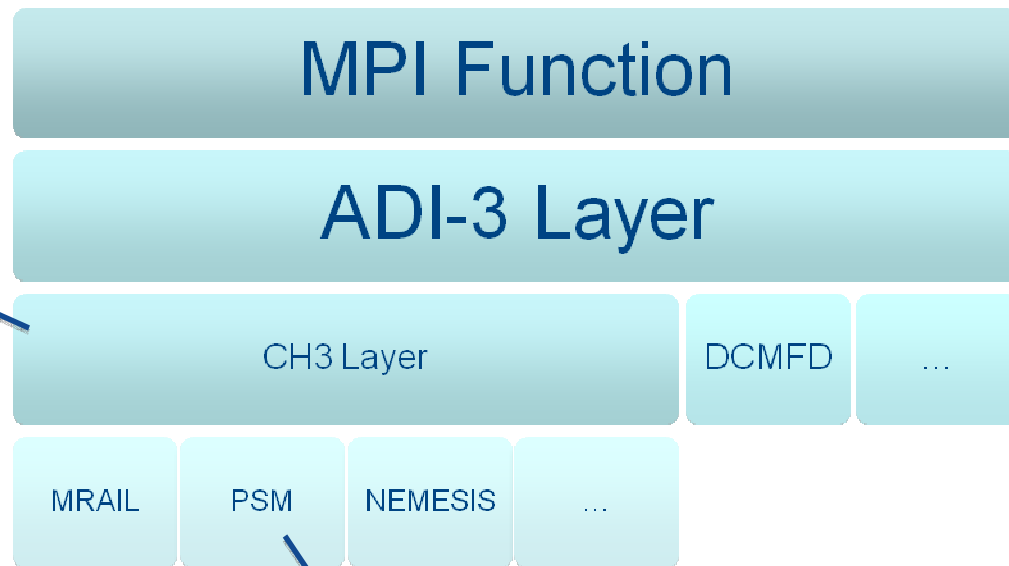 MPI Function
ADI-3 Layer
CH3 Layer
DCMFD
...
MRAIL
PSM
NEMESIS
...